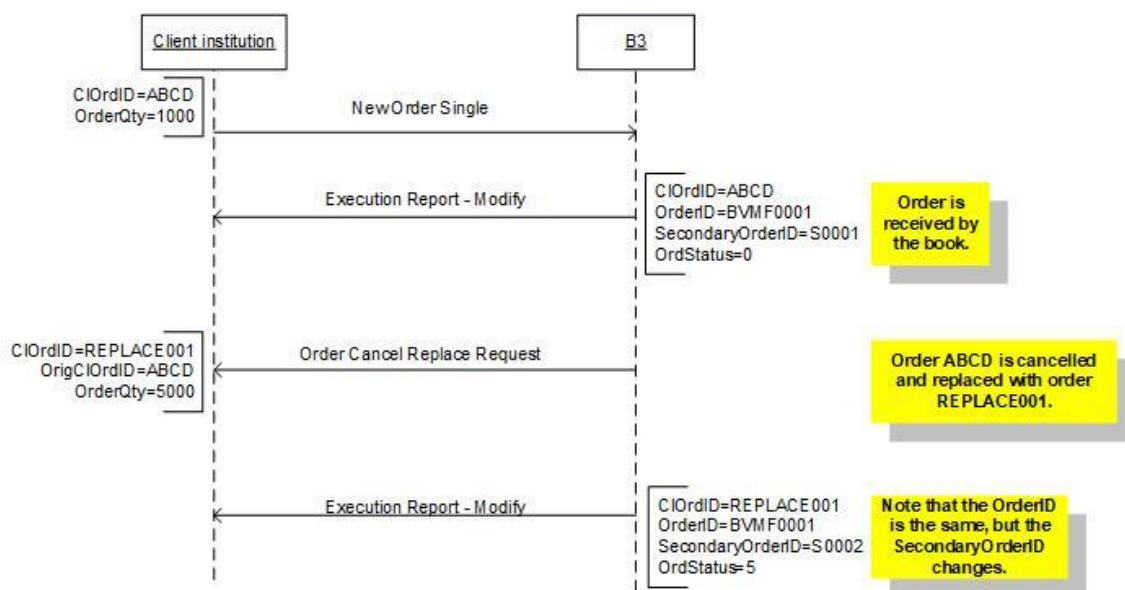 Client institution
B3
ClOrdID=ABCD
OrderQty=1000
New Order Single
Execution Report - Modify
ClOrdID=ABCD
OrderID=BVMF0001
SecondaryOrderID=S0001
OrdStatus=0
Order is
received by
the book.
ClOrdID=REPLACE001
OrigClOrdID=ABCD
OrderQty=5000
Order Cancel Replace Request
Order ABCD is cancelled
and replaced with order
REPLACE001.
Execution Report - Modify
ClOrdID=REPLACE001
OrderID=BVMF0001
SecondaryOrderID=S0002
OrdStatus=5
Note that the OrderID
is the same, but the
SecondaryOrderID
changes.